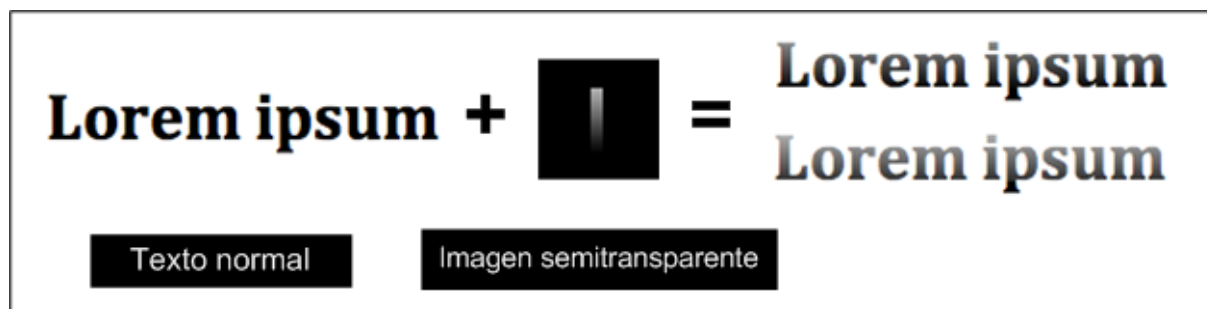 Lorem ipsum + = Lorem ipsum
Lorem ipsum
Texto normal
Imagen semitransparente